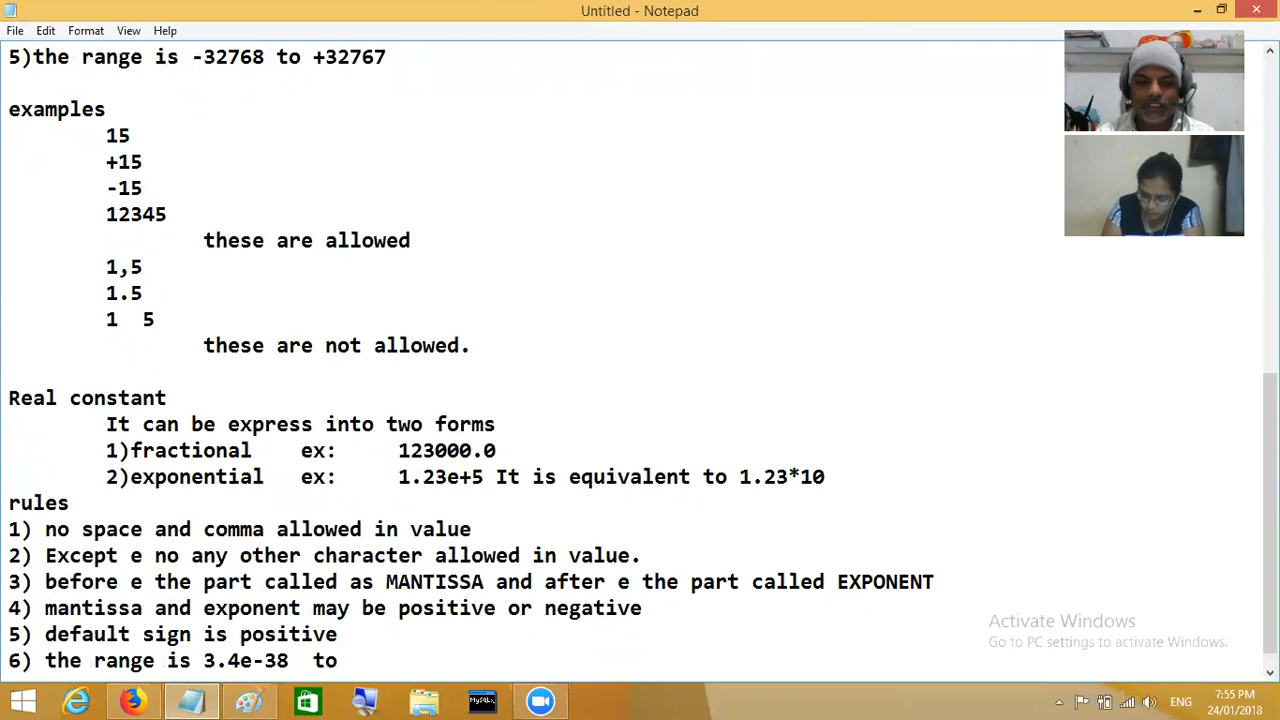 Untitled - Notepad
File Edit Format View Help
5)the range is -32768 to +32767
examples
15
+15
-15
12345
these are allowed
1,5
1.5
1 5
these are not allowed.
Real constant
It can be express into two forms
1)fractional ex: 123000.0
2)exponential ex: 1.23e+5 It is equivalent to 1.23*10
rules
1) no space and comma allowed in value
2) Except e no any other character allowed in value.
3) before e the part called as MANTISSA and after e the part called EXPONENT
4) mantissa and exponent may be positive or negative
5) default sign is positive
6) the range is 3.4e-38 to
Activate Windows
Go to PC settings to activate Windows.
MySQL
ENG
7:55 PM
24/01/2018